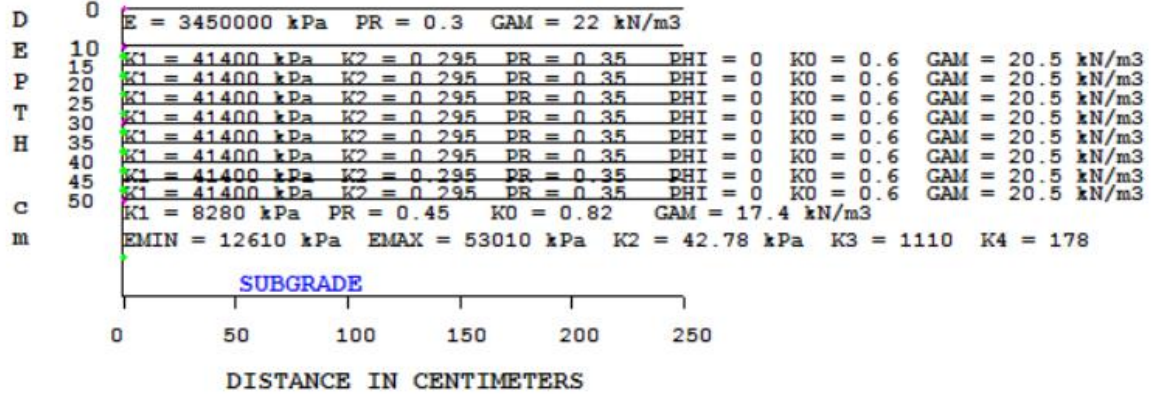 D
E
P
T
H
c
m
0
E = 3450000 kPa PR = 0.3 GAM = 22 kN/m3
10
K1 = 41400 kPa K2 = 0.295 PR = 0.35 PHI = 0 K0 = 0.6 GAM = 20.5 kN/m3
15
K1 = 41400 kPa K2 = 0.295 PR = 0.35 PHI = 0 K0 = 0.6 GAM = 20.5 kN/m3
20
K1 = 41400 kPa K2 = 0.295 PR = 0.35 PHI = 0 K0 = 0.6 GAM = 20.5 kN/m3
25
K1 = 41400 kPa K2 = 0.295 PR = 0.35 PHI = 0 K0 = 0.6 GAM = 20.5 kN/m3
30
K1 = 41400 kPa K2 = 0.295 PR = 0.35 PHI = 0 K0 = 0.6 GAM = 20.5 kN/m3
35
K1 = 41400 kPa K2 = 0.295 PR = 0.35 PHI = 0 K0 = 0.6 GAM = 20.5 kN/m3
40
K1 = 41400 kPa K2 = 0.295 PR = 0.35 PHI = 0 K0 = 0.6 GAM = 20.5 kN/m3
45
K1 = 41400 kPa K2 = 0.295 PR = 0.35 PHI = 0 K0 = 0.6 GAM = 20.5 kN/m3
50
K1 = 8280 kPa PR = 0.45 K0 = 0.82 GAM = 17.4 kN/m3
EMIN = 12610 kPa EMAX = 53010 kPa K2 = 42.78 kPa K3 = 1110 K4 = 178
SUBGRADE
0 50 100 150 200 250
DISTANCE IN CENTIMETERS